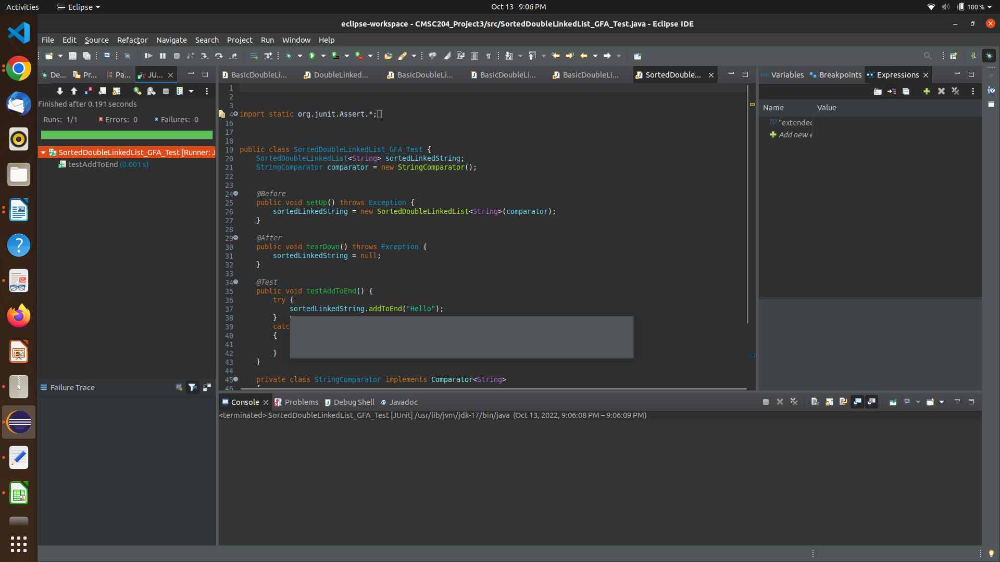 Activities
Eclipse
Oct 13 9:06 PM
100 %
eclipse-workspace - CMSC204_Project3/src/SortedDoubleLinkedList_GFA_Test.java - Eclipse IDE
File Edit Source Refactor Navigate Search Project Run Window Help
De... Pr... Pa... JU...
BasicDoubleLi... DoubleLinked... BasicDoubleLi... BasicDoubleLi... BasicDoubleLi... SortedDouble...
Variables Breakpoints Expressions
Finished after 0.191 seconds
Runs: 1/1 Errors: 0 Failures: 0
SortedDoubleLinkedList_GFA_Test [Runner: J
testAddToEnd (0.001 s)
Failure Trace
1
2
3
4 import static org.junit.Assert.*;
16
17
18
19 public class SortedDoubleLinkedList_GFA_Test {
20 SortedDoubleLinkedList<String> sortedLinkedString;
21 StringComparator comparator = new StringComparator();
22
23
24 @Before
25 public void setUp() throws Exception {
26 sortedLinkedString = new SortedDoubleLinkedList<String>(comparator);
27 }
28
29 @After
30 public void tearDown() throws Exception {
31 sortedLinkedString = null;
32 }
33
34 @Test
35 public void testAddToEnd() {
36 try {
37 sortedLinkedString.addToEnd("Hello");
38 }
39 catc
40 {
41
42 }
43 }
44
45 private class StringComparator implements Comparator<String>
46 {
Name Value
"extended
Add new e
Console Problems Debug Shell Javadoc
<terminated> SortedDoubleLinkedList_GFA_Test [JUnit] /usr/lib/jvm/jdk-17/bin/java (Oct 13, 2022, 9:06:08 PM – 9:06:09 PM)